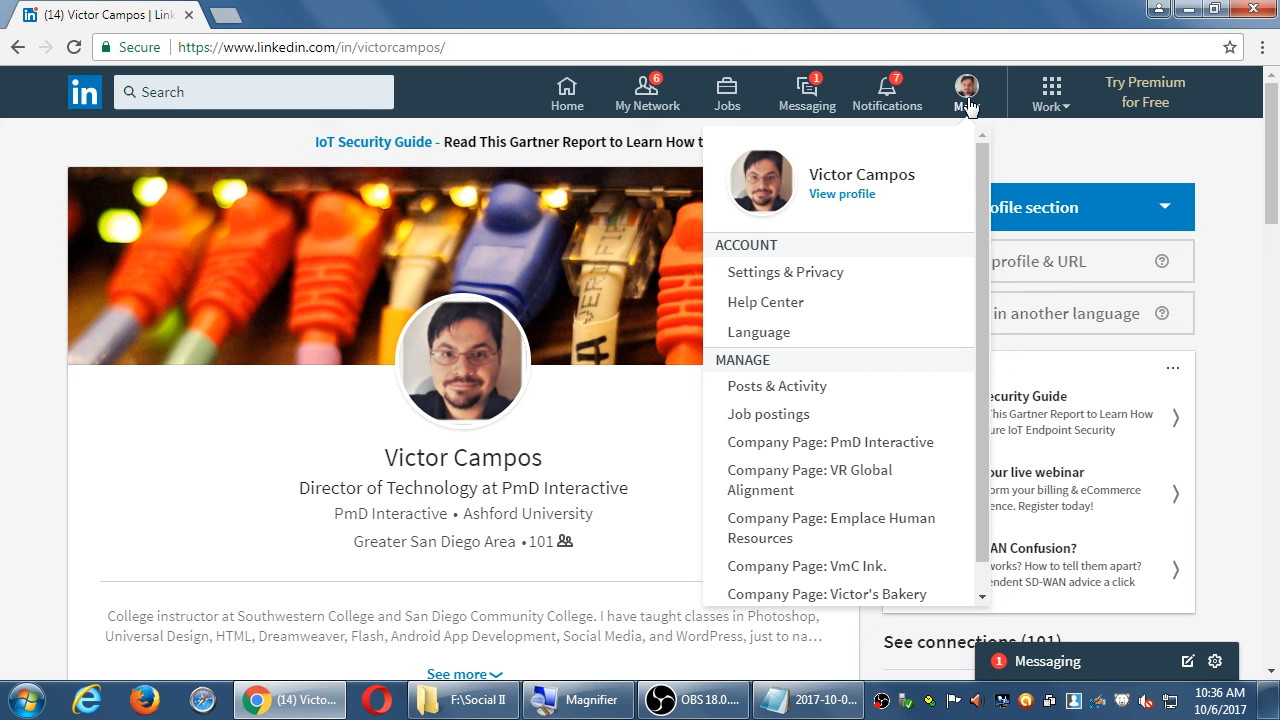 (14) Victor Campos | Link
Secure
https://www.linkedin.com/in/victorcampos/
in
Search
Home
6
My Network
Jobs
1
Messaging
7
Notifications
Work
Try Premium
for Free
IoT Security Guide - Read This Gartner Report to Learn How t
Victor Campos
View profile
ACCOUNT
Settings & Privacy
Help Center
Language
MANAGE
Posts & Activity
Job postings
Company Page: PmD Interactive
Company Page: VR Global
Alignment
Company Page: Emplace Human
Resources
Company Page: VmC Ink.
Company Page: Victor's Bakery
Victor Campos
Director of Technology at PmD Interactive
PmD Interactive • Ashford University
Greater San Diego Area • 101
College instructor at Southwestern College and San Diego Community College. I have taught classes in Photoshop,
Universal Design, HTML, Dreamweaver, Flash, Android App Development, Social Media, and WordPress, just to na…
See more
ofile section
profile & URL
in another language
...
ecurity Guide
his Gartner Report to Learn How
ure IoT Endpoint Security
our live webinar
orm your billing & eCommerce
ence. Register today!
AN Confusion?
works? How to tell them apart?
endent SD-WAN advice a click
See connections (101)
1 Messaging
(14) Victo...
F:\Social II
Magnifier
OBS 18.0....
2017-10-0...
10:36 AM
10/6/2017